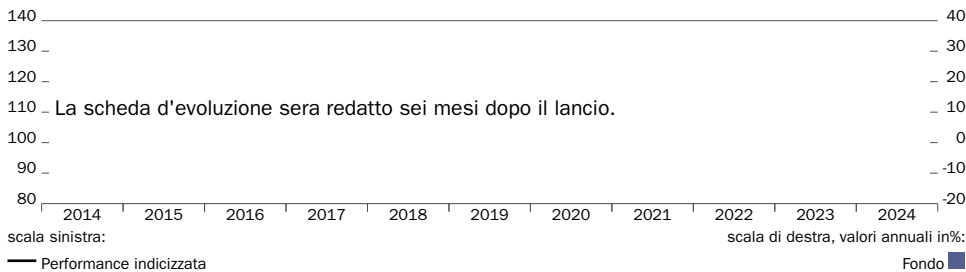 140 40
130 30
120 20
110 La scheda d'evoluzione sera redatto sei mesi dopo il lancio. 10
100 0
90 -10
80 -20
2014 2015 2016 2017 2018 2019 2020 2021 2022 2023 2024
scala sinistra: scala di destra, valori annuali in%:
Performance indicizzata Fondo